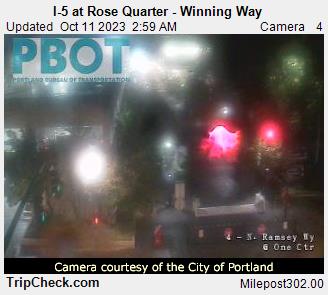 I-5 at Rose Quarter - Winning Way
Updated Oct 11 2023 2:59 AM Camera 4
PBOT
PORTLAND BUREAU OF TRANSPORTATION
4 - N. Ramsey Wy
@ One Ctr
Camera courtesy of the City of Portland
TripCheck.com Milepost302.00